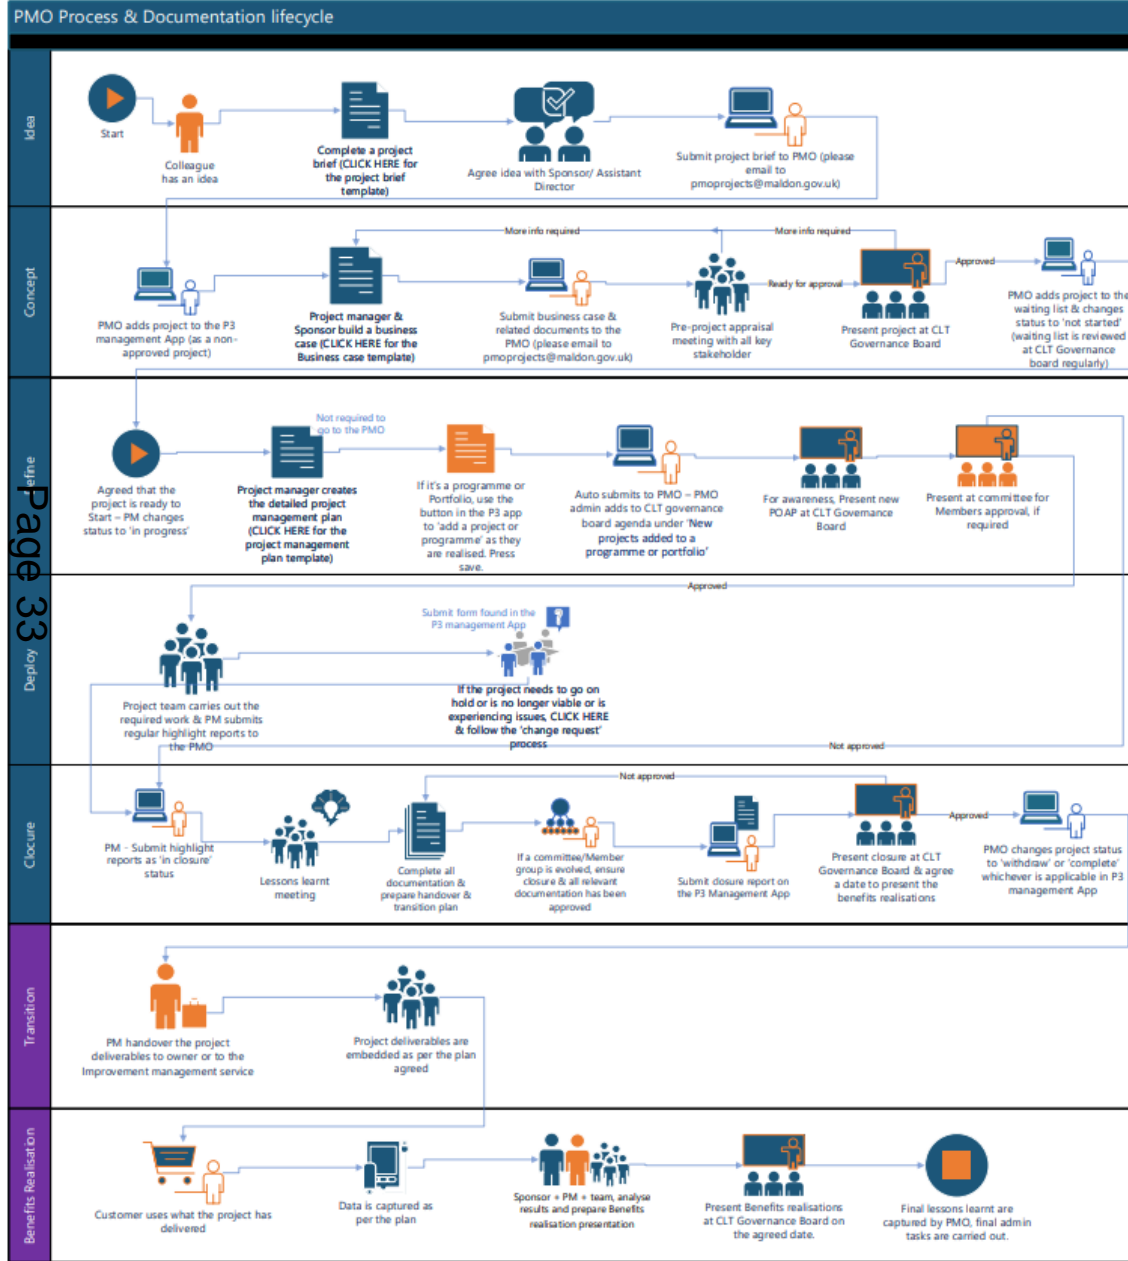 PMO Process & Documentation lifecycle
Idea
Start
Colleague
has an idea
Complete a project
brief (CLICK HERE for
the project brief
template)
Agree idea with Sponsor/ Assistant
Director
Submit project brief to PMO (please
email to
pmoprojects@maldon.gov.uk)
Concept
More info required
More info required
Ready for approval
Approved
PMO adds project to the P3
management App (as a non-
approved project)
Project manager &
Sponsor build a business
case (CLICK HERE for the
Business case template)
Submit business case &
related documents to the
PMO (please email to
pmoprojects@maldon.gov.uk)
Pre-project appraisal
meeting with all key
stakeholder
Present project at CLT
Governance Board
PMO adds project to the
waiting list & changes
status to 'not started'
(waiting list is reviewed
at CLT Governance
board regularly)
Define
Agreed that the
project is ready to
Start – PM changes
status to 'in progress'
Not required to
go to the PMO
Project manager creates
the detailed project
management plan
(CLICK HERE for the
project management
plan template)
If it's a programme or
Portfolio, use the
button in the P3 app
to 'add a project or
programme' as they
are realised. Press
save.
Auto submits to PMO – PMO
admin adds to CLT governance
board agenda under 'New
projects added to a
programme or portfolio'
For awareness, Present new
POAP at CLT Governance
Board
Present at committee for
Members approval, if
required
Page 33
Deploy
Approved
Project team carries out the
required work & PM submits
regular highlight reports to
the PMO
Submit form found in the
P3 management App
If the project needs to go on
hold or is no longer viable or is
experiencing issues, CLICK HERE
& follow the 'change request'
process
Not approved
Clocure
Not approved
Approved
PM - Submit highlight
reports as 'in closure'
status
Lessons learnt
meeting
Complete all
documentation &
prepare handover &
transition plan
If a committee/Member
group is evolved, ensure
closure & all relevant
documentation has been
approved
Submit closure report on
the P3 Management App
Present closure at CLT
Governance Board & agree
a date to present the
benefits realisations
PMO changes project status
to 'withdraw' or 'complete'
whichever is applicable in P3
management App
Transition
PM handover the project
deliverables to owner or to the
Improvement management service
Project deliverables are
embedded as per the plan
agreed
Benefits Realisation
Customer uses what the project has
delivered
Data is captured as
per the plan
Sponsor + PM + team, analyse
results and prepare Benefits
realisation presentation
Present Benefits realisations
at CLT Governance Board on
the agreed date.
Final lessons learnt are
captured by PMO, final admin
tasks are carried out.